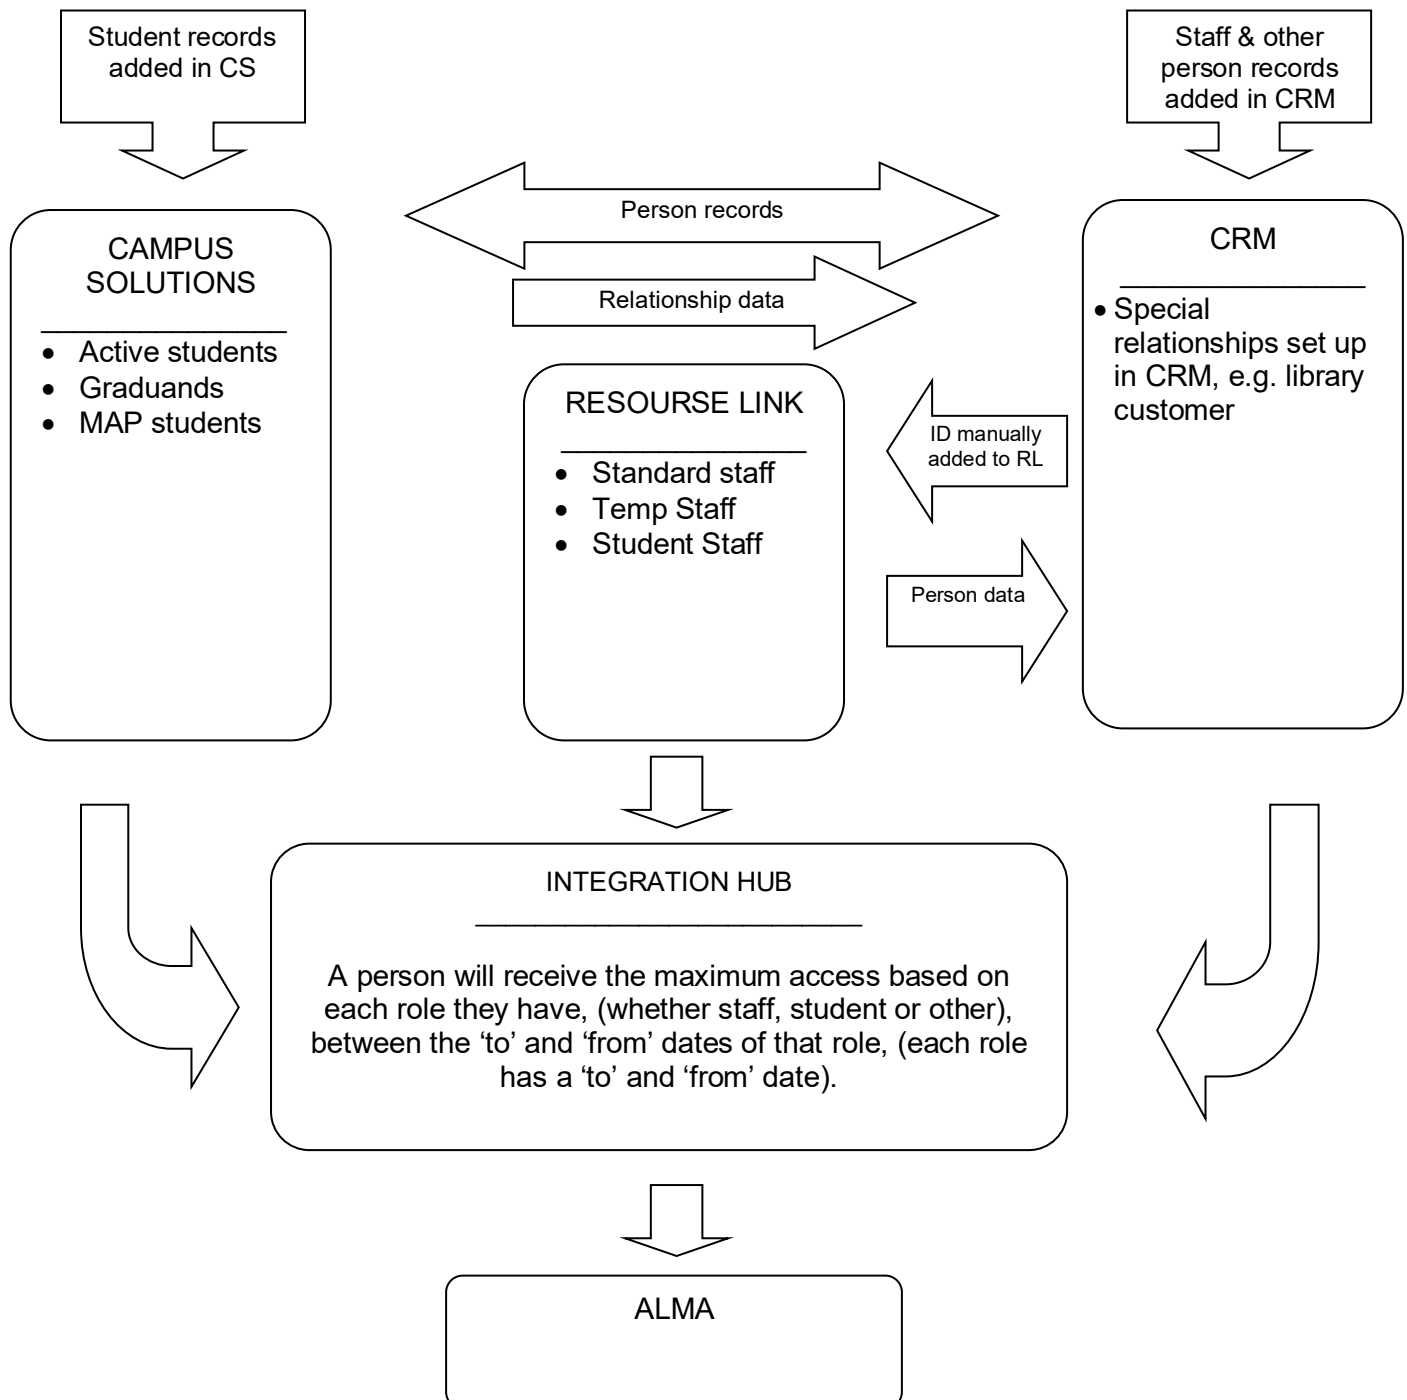 Student records
added in CS
Staff & other
person records
added in CRM
Person records
Relationship data
CAMPUS
SOLUTIONS
• Active students
• Graduands
• MAP students
RESOURSE LINK
• Standard staff
• Temp Staff
• Student Staff
CRM
• Special
relationships set up
in CRM, e.g. library
customer
ID manually
added to RL
Person data
INTEGRATION HUB
A person will receive the maximum access based on
each role they have, (whether staff, student or other),
between the ‘to’ and ‘from’ dates of that role, (each role
has a ‘to’ and ‘from’ date).
ALMA